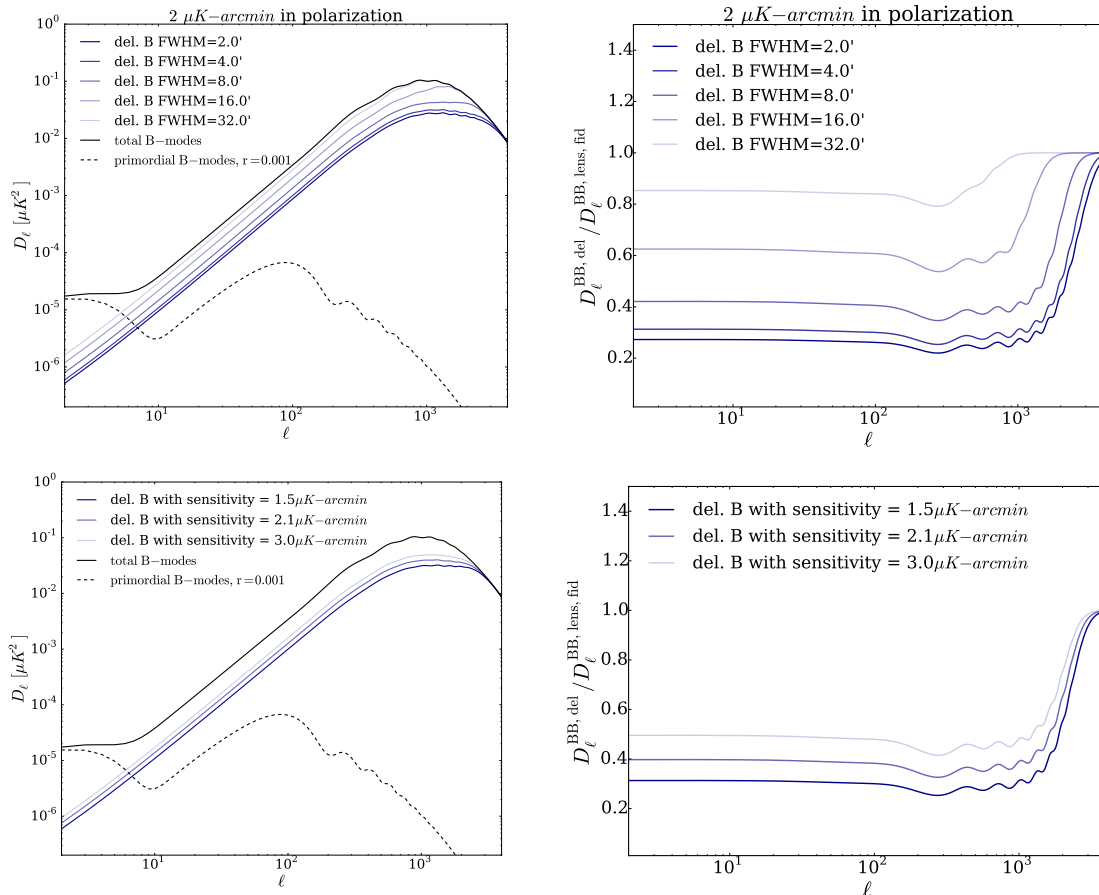 2 μK−arcmin in polarization
10^0
10^-1
10^-2
10^-3
10^-4
10^-5
10^-6
D_ℓ [μK^2]
del. B FWHM=2.0'
del. B FWHM=4.0'
del. B FWHM=8.0'
del. B FWHM=16.0'
del. B FWHM=32.0'
total B−modes
primordial B−modes, r=0.001
10^1 10^2 10^3
ℓ
2 μK−arcmin in polarization
1.4
1.2
1.0
0.8
0.6
0.4
0.2
D_ℓ^BB, del / D_ℓ^BB, lens, fid
del. B FWHM=2.0'
del. B FWHM=4.0'
del. B FWHM=8.0'
del. B FWHM=16.0'
del. B FWHM=32.0'
10^1 10^2 10^3
ℓ
10^0
10^-1
10^-2
10^-3
10^-4
10^-5
10^-6
D_ℓ [μK^2]
del. B with sensitivity = 1.5μK−arcmin
del. B with sensitivity = 2.1μK−arcmin
del. B with sensitivity = 3.0μK−arcmin
total B−modes
primordial B−modes, r=0.001
10^1 10^2 10^3
ℓ
1.4
1.2
1.0
0.8
0.6
0.4
0.2
D_ℓ^BB, del / D_ℓ^BB, lens, fid
del. B with sensitivity = 1.5μK−arcmin
del. B with sensitivity = 2.1μK−arcmin
del. B with sensitivity = 3.0μK−arcmin
10^1 10^2 10^3
ℓ